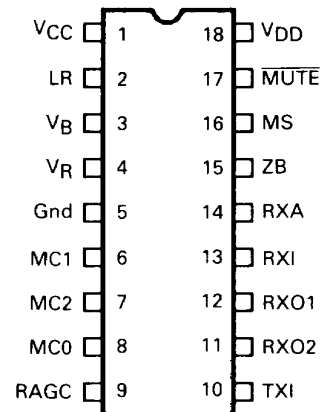 VCC 1 18 VDD
LR 2 17 MUTE
VB 3 16 MS
VR 4 15 ZB
Gnd 5 14 RXA
MC1 6 13 RXI
MC2 7 12 RXO1
MC0 8 11 RXO2
RAGC 9 10 TXI